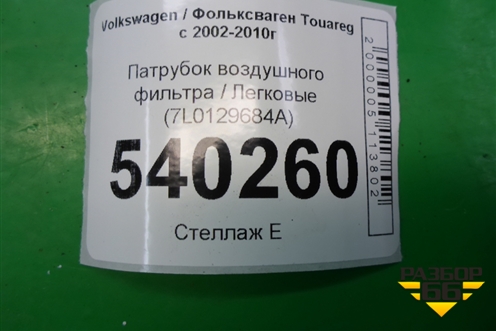 Volkswagen / Фольксваген Touareg
с 2002-2010г
Патрубок воздушного
фильтра / Легковые
(7L0129684A)
540260
Стеллаж Е
2000005113802
РАЗБОР
66